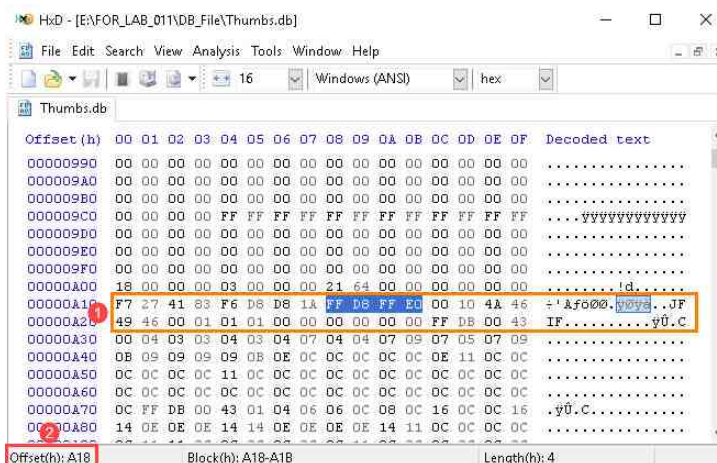 HxD - [E:\FOR_LAB_011\DB_File\Thumbs.db]
File Edit Search View Analysis Tools Window Help
16 Windows (ANSI) hex
Thumbs.db
Offset(h) 00 01 02 03 04 05 06 07 08 09 0A 0B 0C 0D 0E 0F Decoded text
00000990 00 00 00 00 00 00 00 00 00 00 00 00 00 00 00 00 ................
000009A0 00 00 00 00 00 00 00 00 00 00 00 00 00 00 00 00 ................
000009B0 00 00 00 00 00 00 00 00 00 00 00 00 00 00 00 00 ................
000009C0 00 00 00 00 FF FF FF FF FF FF FF FF FF FF FF FF ....ÿÿÿÿÿÿÿÿÿÿÿÿ
000009D0 00 00 00 00 00 00 00 00 00 00 00 00 00 00 00 00 ................
000009E0 00 00 00 00 00 00 00 00 00 00 00 00 00 00 00 00 ................
000009F0 00 00 00 00 00 00 00 00 00 00 00 00 00 00 00 00 ................
00000A00 18 00 00 00 03 00 00 00 21 64 00 00 00 00 00 00 ........!d......
00000A10 F7 27 41 83 F6 D8 D8 1A FF D8 FF E0 00 10 4A 46 ÷'AƒöØØ.ÿØÿà..JF
1
00000A20 49 46 00 01 01 01 00 00 00 00 00 00 FF DB 00 43 IF..........ÿÛ.C
00000A30 00 04 03 03 04 03 04 07 04 04 07 09 07 05 07 09 ................
00000A40 0B 09 09 09 09 0B 0E 0C 0C 0C 0C 0C 0E 11 0C 0C ................
00000A50 0C 0C 0C 0C 11 0C 0C 0C 0C 0C 0C 0C 0C 0C 0C 0C ................
00000A60 0C 0C 0C 0C 0C 0C 0C 0C 0C 0C 0C 0C 0C 0C 0C 0C ................
00000A70 0C FF DB 00 43 01 04 06 06 0C 08 0C 16 0C 0C 16 .ÿÛ.C...........
00000A80 14 0E 0E 0E 14 14 0E 0E 0E 0E 14 11 0C 0C 0C 0C ................
2
Offset(h): A18 Block(h): A18-A1B Length(h): 4